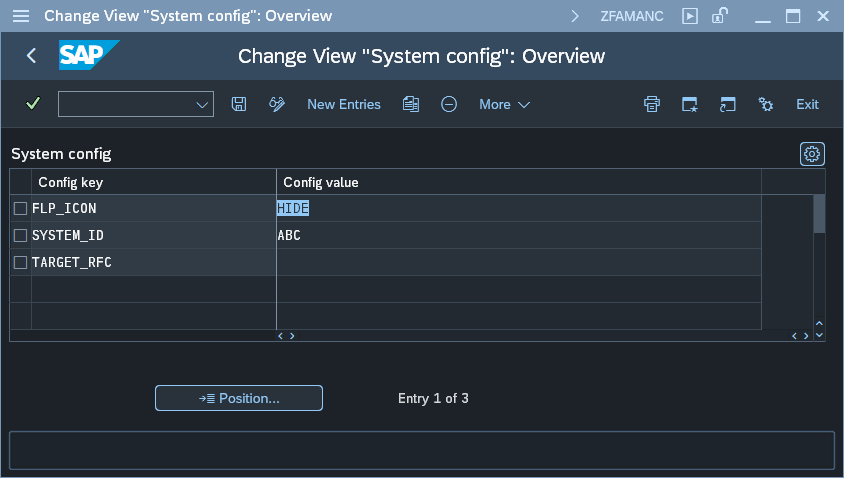 Change View "System config": Overview ZFAMANC
SAP Change View "System config": Overview
New Entries More Exit
System config
Config key Config value
FLP_ICON HIDE
SYSTEM_ID ABC
TARGET_RFC
Position... Entry 1 of 3